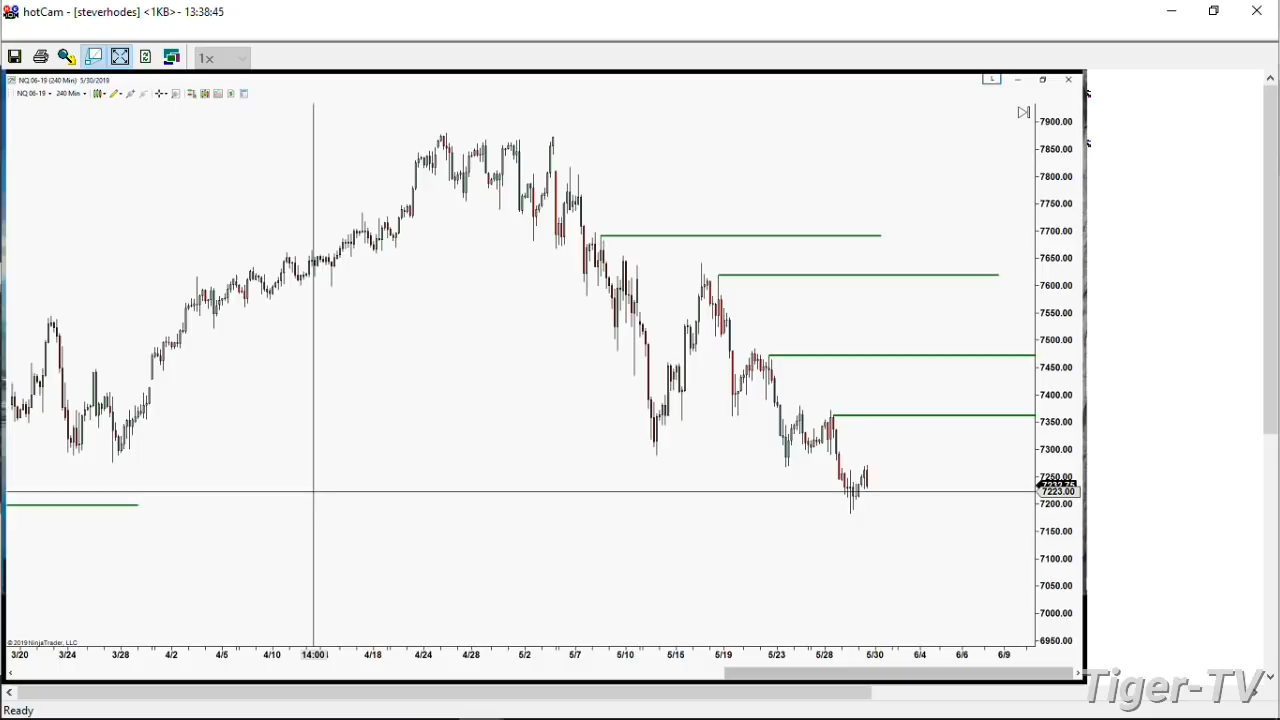 hotCam - [steverhodes] <1KB> - 13:38:45
1x
NQ 06-19 (240 Min) 5/30/2019
NQ 06-19 240 Min
L
7900.00
7850.00
7800.00
7750.00
7700.00
7650.00
7600.00
7550.00
7500.00
7450.00
7400.00
7350.00
7300.00
7250.00
7223.00
7200.00
7150.00
7100.00
7050.00
7000.00
6950.00
© 2019 NinjaTrader, LLC
3/20 3/24 3/28 4/2 4/5 4/10 14:00 4/18 4/24 4/28 5/2 5/7 5/10 5/15 5/19 5/23 5/28 5/30 6/4 6/6 6/9
Tiger-TV
Ready